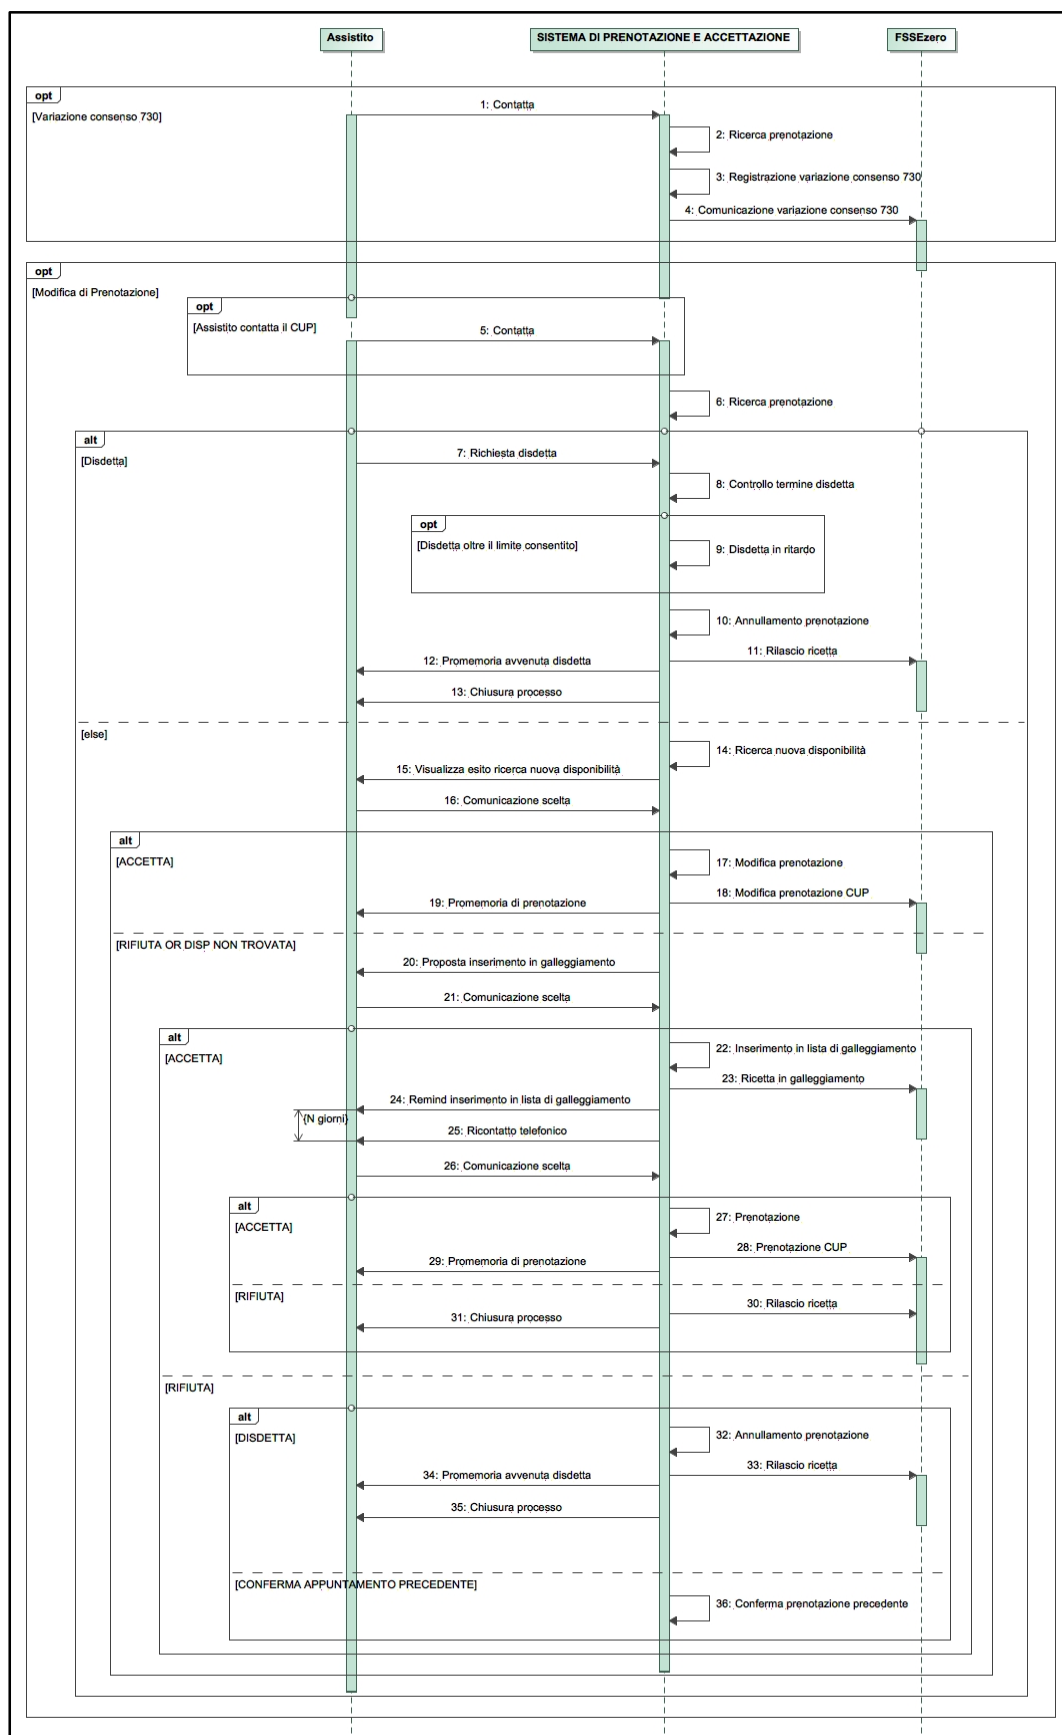 Assistito
SISTEMA DI PRENOTAZIONE E ACCETTAZIONE
FSSEzero
opt
[Variazione consenso 730]
1: Contatta
2: Ricerca prenotazione
3: Registrazione variazione consenso 730
4: Comunicazione variazione consenso 730
opt
[Modifica di Prenotazione]
opt
[Assistito contatta il CUP]
5: Contatta
6: Ricerca prenotazione
alt
[Disdetta]
7: Richiesta disdetta
8: Controllo termine disdetta
opt
[Disdetta oltre il limite consentito]
9: Disdetta in ritardo
10: Annullamento prenotazione
11: Rilascio ricetta
12: Promemoria avvenuta disdetta
13: Chiusura processo
[else]
14: Ricerca nuova disponibilità
15: Visualizza esito ricerca nuova disponibilità
16: Comunicazione scelta
alt
[ACCETTA]
17: Modifica prenotazione
18: Modifica prenotazione CUP
19: Promemoria di prenotazione
[RIFIUTA OR DISP NON TROVATA]
20: Proposta inserimento in galleggiamento
21: Comunicazione scelta
alt
[ACCETTA]
22: Inserimento in lista di galleggiamento
23: Ricetta in galleggiamento
24: Remind inserimento in lista di galleggiamento
{N giorni}
25: Ricontatto telefonico
26: Comunicazione scelta
alt
[ACCETTA]
27: Prenotazione
28: Prenotazione CUP
29: Promemoria di prenotazione
[RIFIUTA]
30: Rilascio ricetta
31: Chiusura processo
[RIFIUTA]
alt
[DISDETTA]
32: Annullamento prenotazione
33: Rilascio ricetta
34: Promemoria avvenuta disdetta
35: Chiusura processo
[CONFERMA APPUNTAMENTO PRECEDENTE]
36: Conferma prenotazione precedente